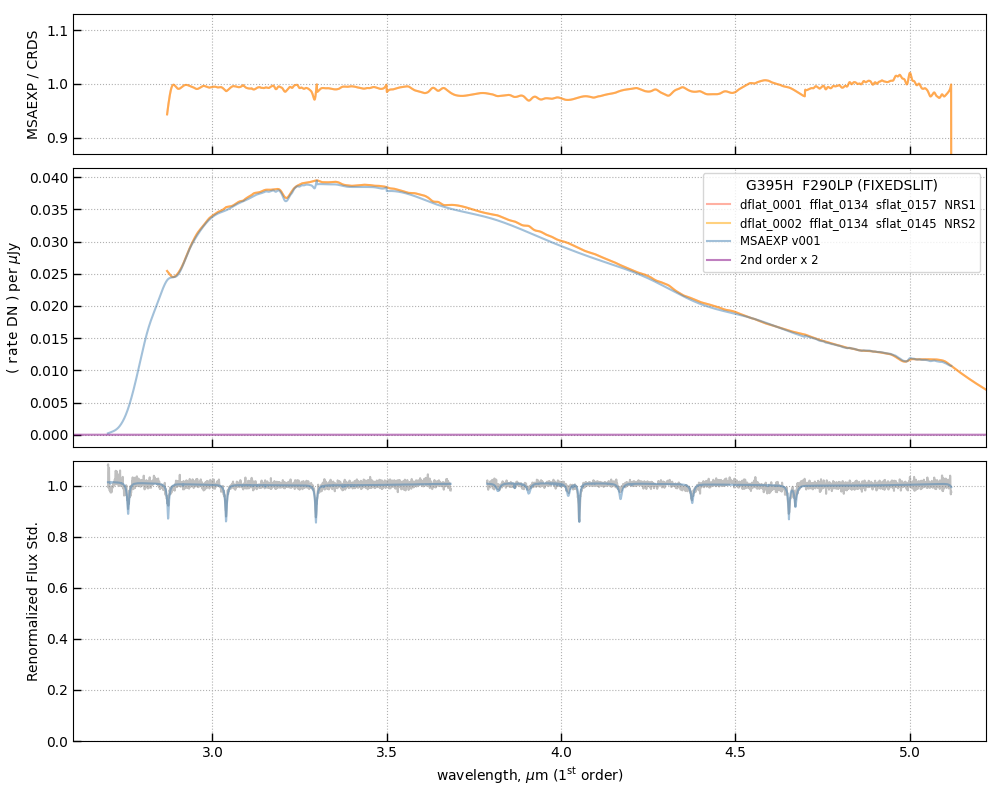 1.1
1.0
0.9
MSAEXP / CRDS
0.040
0.035
0.030
0.025
0.020
0.015
0.010
0.005
0.000
( rate DN ) per μJy
G395H  F290LP (FIXEDSLIT)
dflat_0001  fflat_0134  sflat_0157  NRS1
dflat_0002  fflat_0134  sflat_0145  NRS2
MSAEXP v001
2nd order x 2
1.0
0.8
0.6
0.4
0.2
0.0
Renormalized Flux Std.
3.0 3.5 4.0 4.5 5.0
wavelength, μm (1st order)